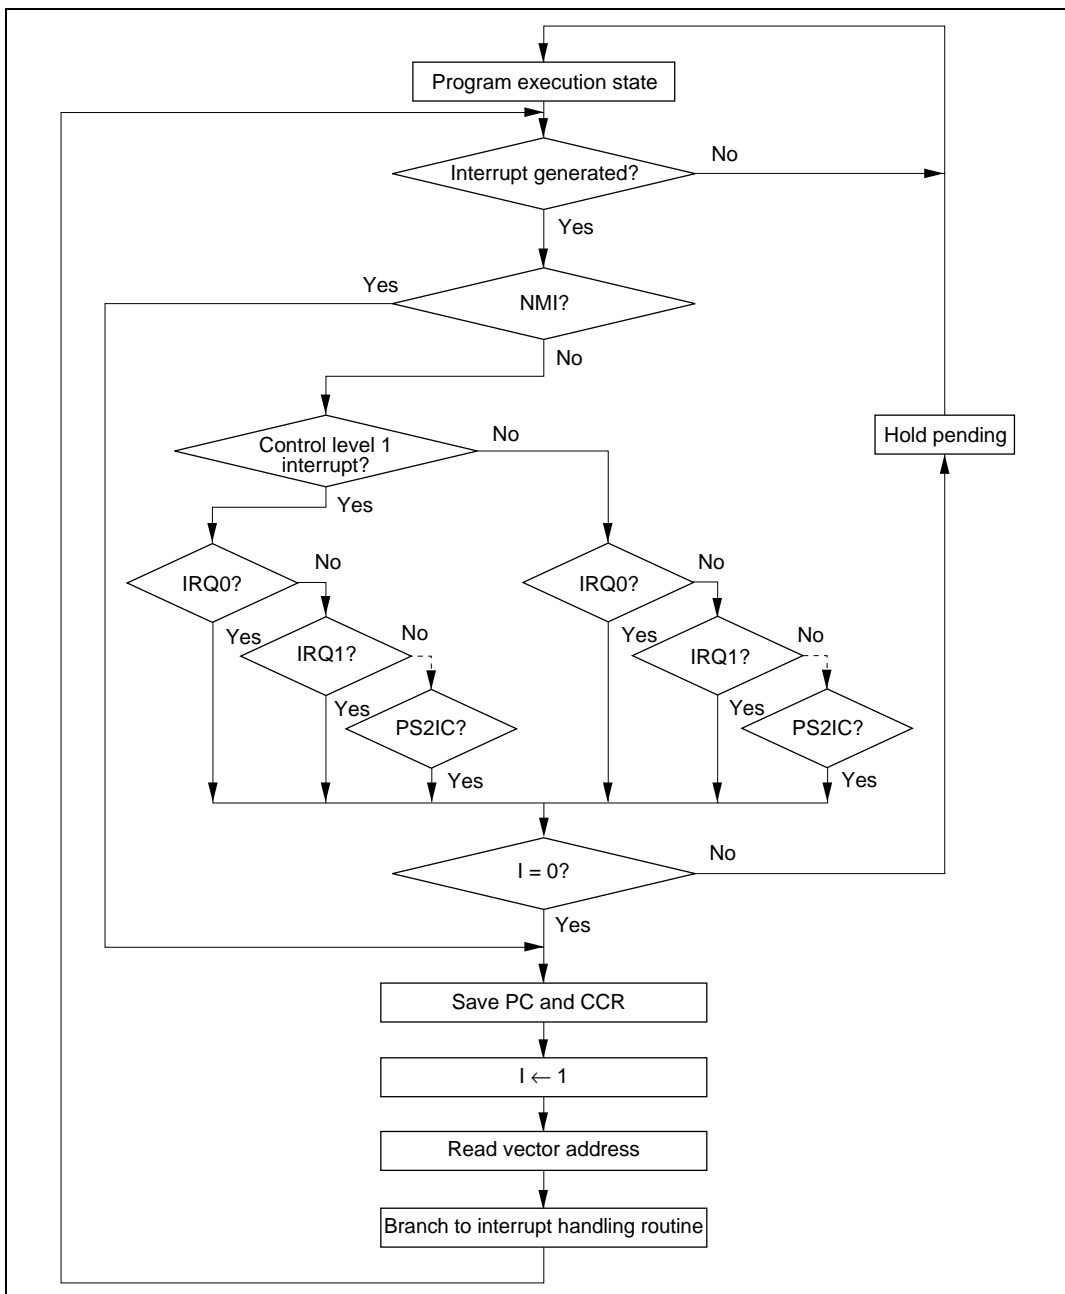 Program execution state
Interrupt generated?
No
Yes
Yes
NMI?
No
Control level 1
interrupt?
No
Hold pending
Yes
IRQ0?
No
IRQ0?
No
Yes
IRQ1?
No
Yes
IRQ1?
No
Yes
PS2IC?
Yes
PS2IC?
Yes
Yes
I = 0?
No
Yes
Save PC and CCR
I ← 1
Read vector address
Branch to interrupt handling routine